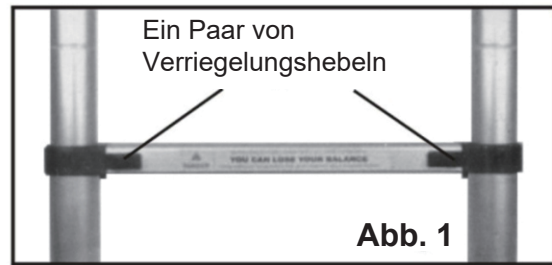 Ein Paar von
Verriegelungshebeln
YOU CAN LOSE YOUR BALANCE
Abb. 1